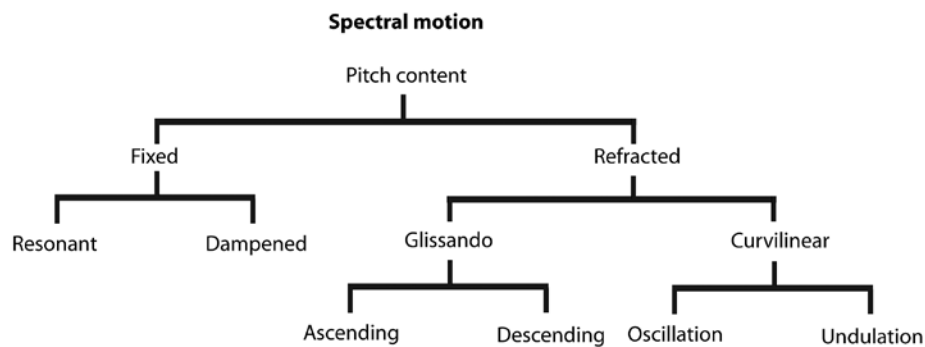 Spectral motion
Pitch content
Fixed
Refracted
Resonant
Dampened
Glissando
Curvilinear
Ascending
Descending
Oscillation
Undulation